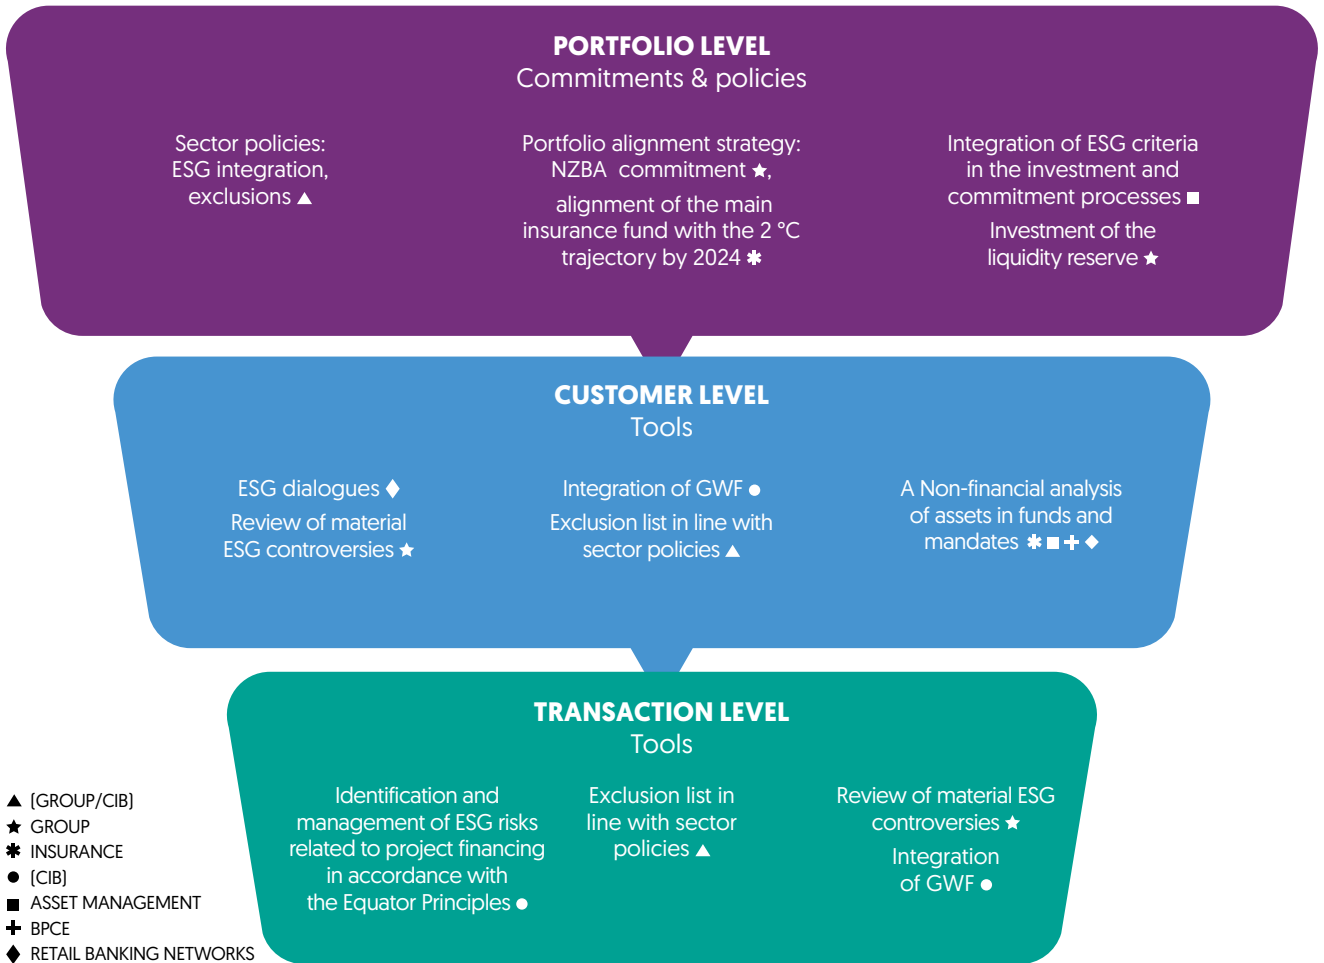 PORTFOLIO LEVEL
Commitments & policies
Sector policies:
ESG integration,
exclusions ▲
Portfolio alignment strategy:
NZBA commitment ★,
alignment of the main
insurance fund with the 2 °C
trajectory by 2024 ✱
Integration of ESG criteria
in the investment and
commitment processes ■
Investment of the
liquidity reserve ★
CUSTOMER LEVEL
Tools
ESG dialogues ♦
Review of material
ESG controversies ★
Integration of GWF ●
Exclusion list in line with
sector policies ▲
A Non-financial analysis
of assets in funds and
mandates ✱ ■ + ♦
TRANSACTION LEVEL
Tools
Identification and
management of ESG risks
related to project financing
in accordance with
the Equator Principles ●
Exclusion list in
line with sector
policies ▲
Review of material ESG
controversies ★
Integration
of GWF ●
▲ (GROUP/CIB)
★ GROUP
✱ INSURANCE
● (CIB)
■ ASSET MANAGEMENT
+ BPCE
♦ RETAIL BANKING NETWORKS